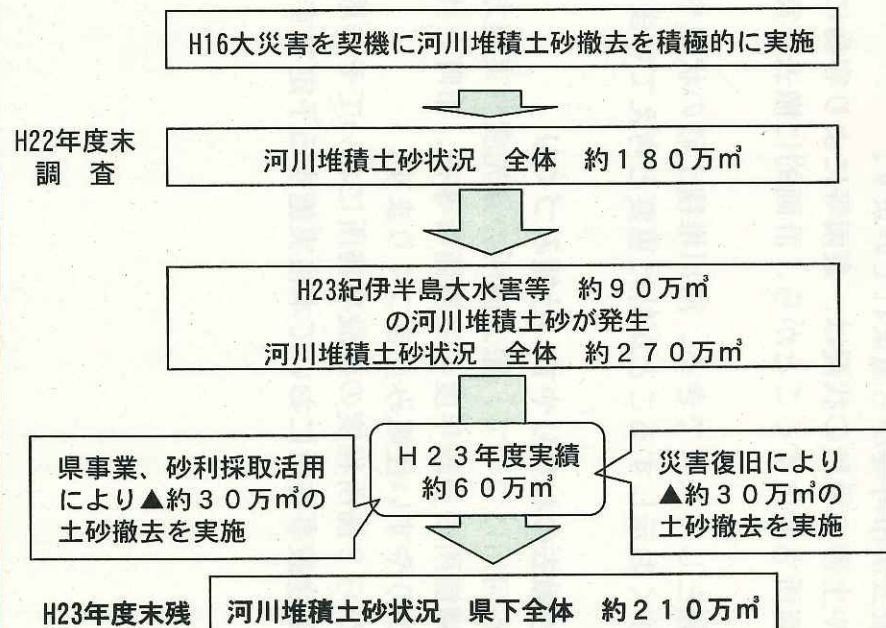 H16大災害を契機に河川堆積土砂撤去を積極的に実施
H22年度末
調 査
河川堆積土砂状況 全体 約１８０万㎥
H23紀伊半島大水害等 約９０万㎥
の河川堆積土砂が発生
河川堆積土砂状況 全体 約２７０万㎥
県事業、砂利採取活用
により▲約３０万㎥の
土砂撤去を実施
Ｈ２３年度実績
約６０万㎥
災害復旧により
▲約３０万㎥の
土砂撤去を実施
H23年度末残
河川堆積土砂状況 県下全体 約２１０万㎥